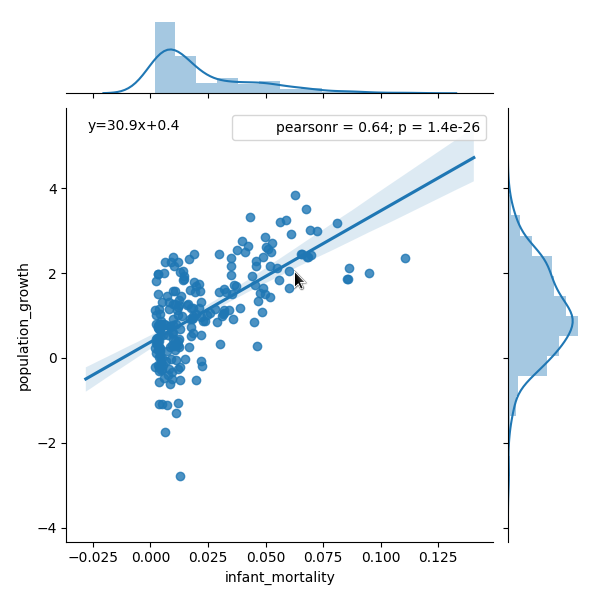 y=30.9x+0.4
pearsonr = 0.64; p = 1.4e-26
4
2
0
−2
−4
population_growth
−0.025 0.000 0.025 0.050 0.075 0.100 0.125
infant_mortality